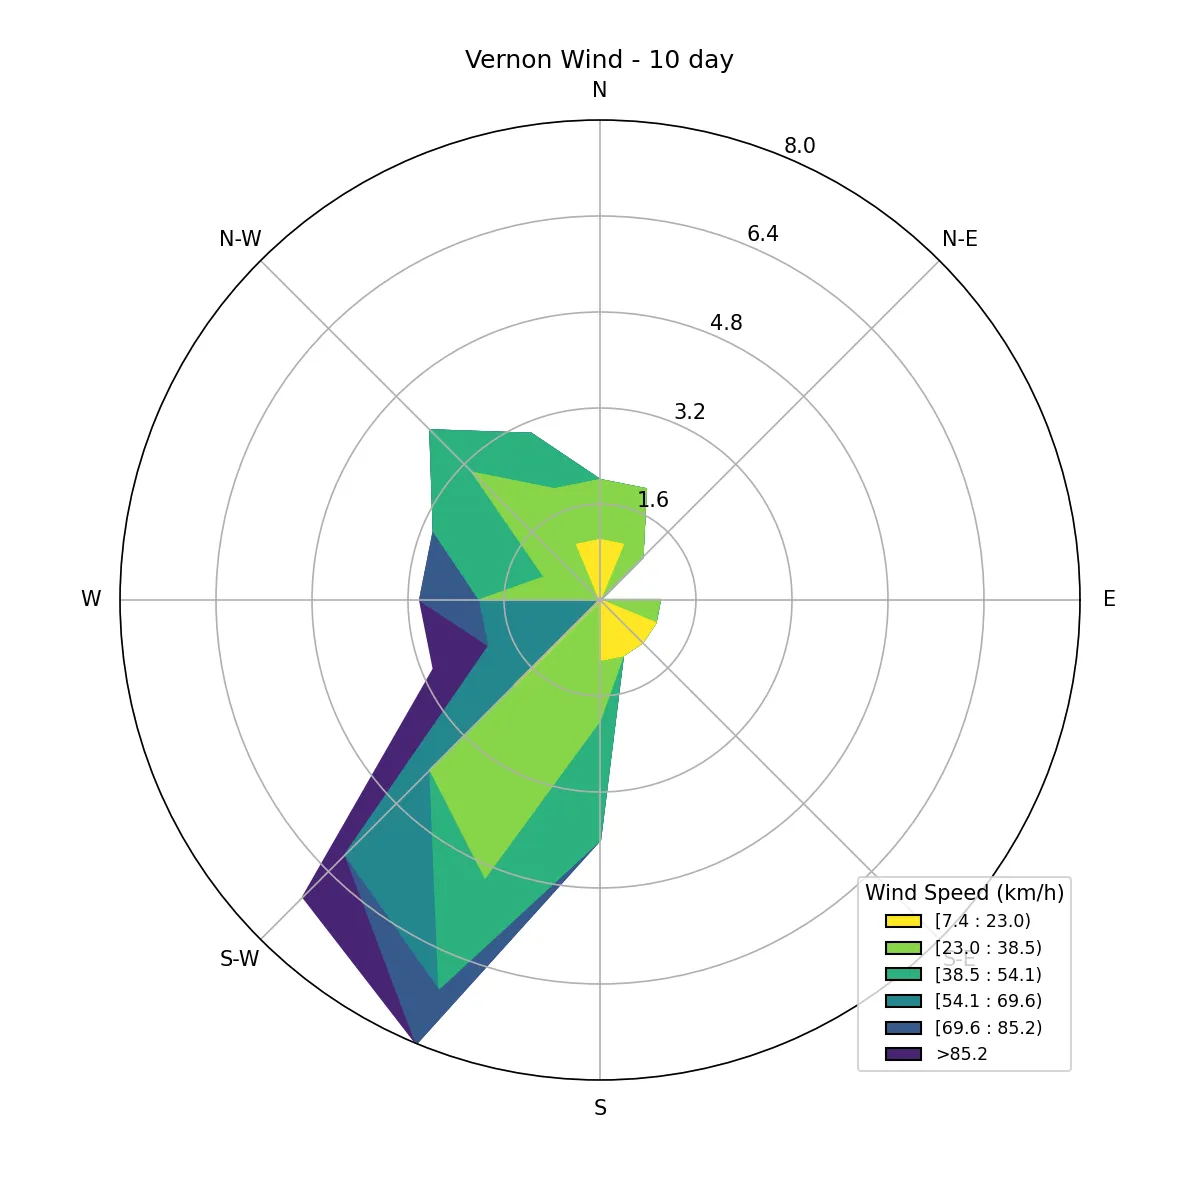 Vernon Wind - 10 day
N
8.0
N-W
6.4
N-E
4.8
3.2
1.6
W
E
S-W
S-E
S
Wind Speed (km/h)
[7.4 : 23.0)
[23.0 : 38.5)
[38.5 : 54.1)
[54.1 : 69.6)
[69.6 : 85.2)
>85.2